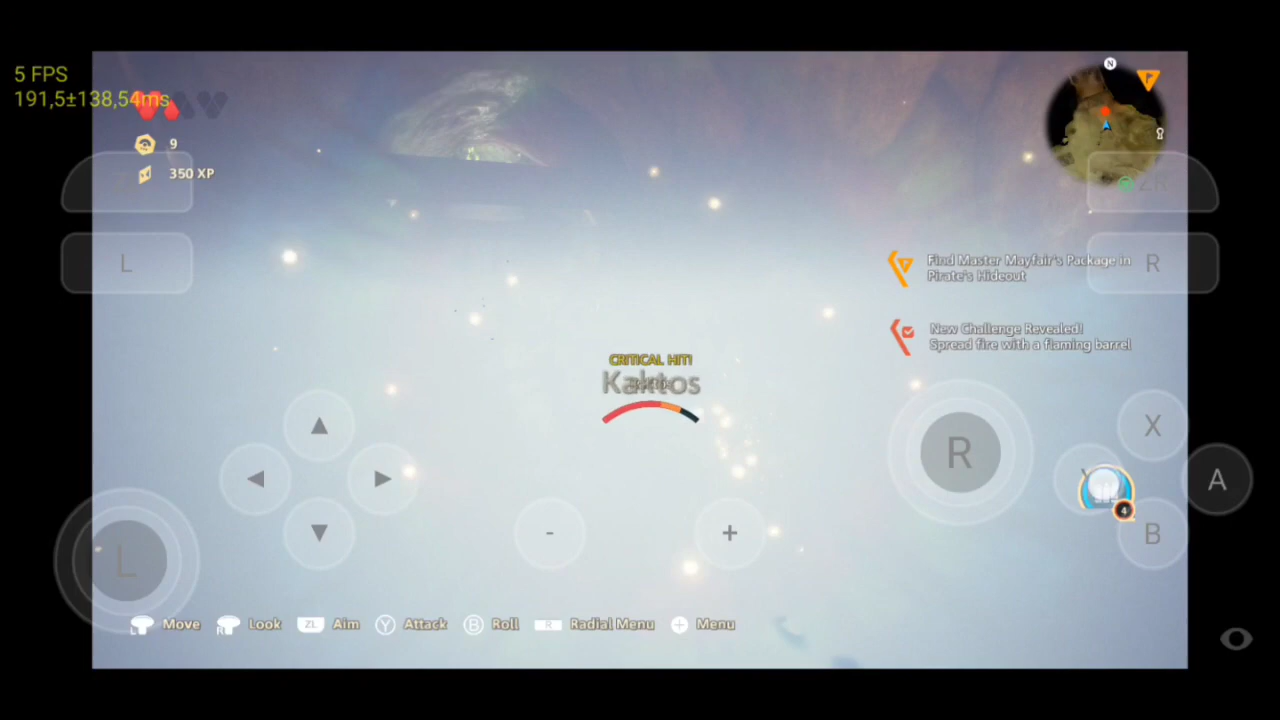 5 FPS
191,5±138,54ms
N
9
350 XP
ZR
L
R
Find Master Mayfair's Package in
Pirate's Hideout
New Challenge Revealed!
Spread fire with a flaming barrel
CRITICAL HIT!
Kaktos
R
X
Y
A
4
B
-
+
L
L Move R Look ZL Aim Y Attack B Roll R Radial Menu + Menu